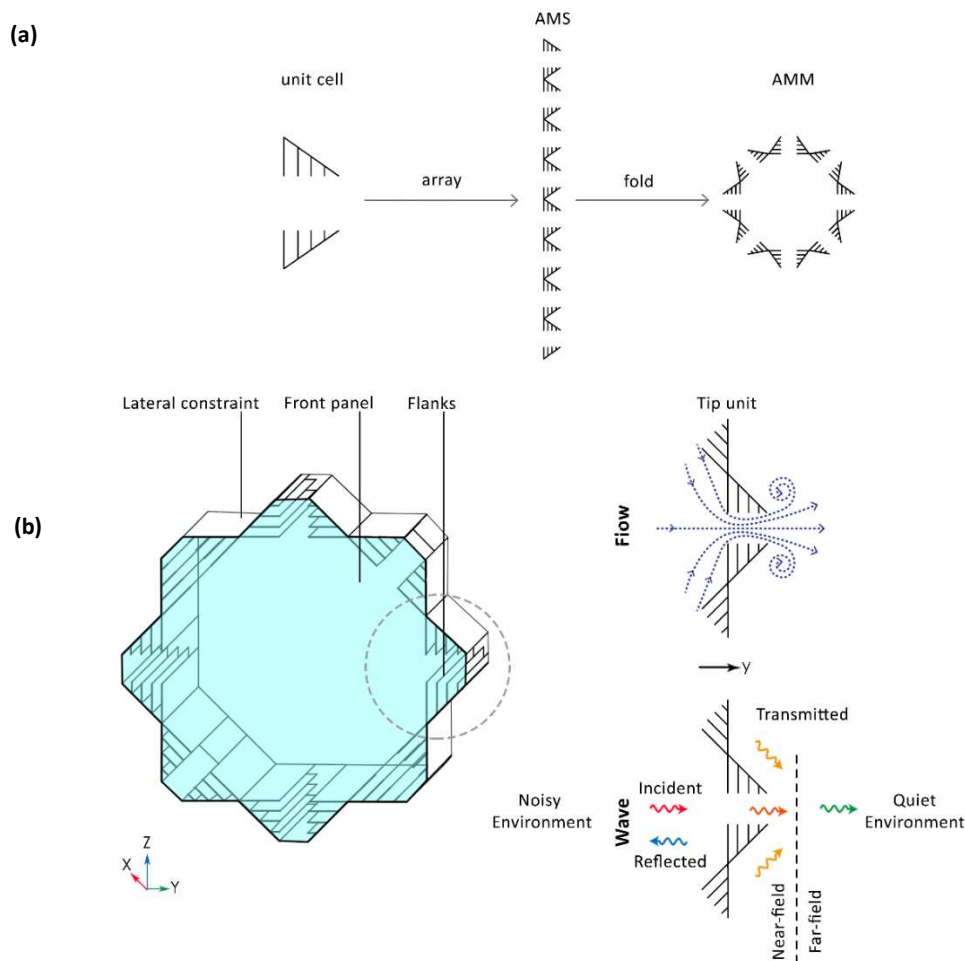 (a)
AMS
unit cell
AMM
array
fold
Lateral constraint
Front panel
Flanks
Tip unit
(b)
Flow
y
Transmitted
Incident
Noisy
Environment
Wave
Quiet
Environment
Reflected
Near-field
Far-field
Z
X
Y